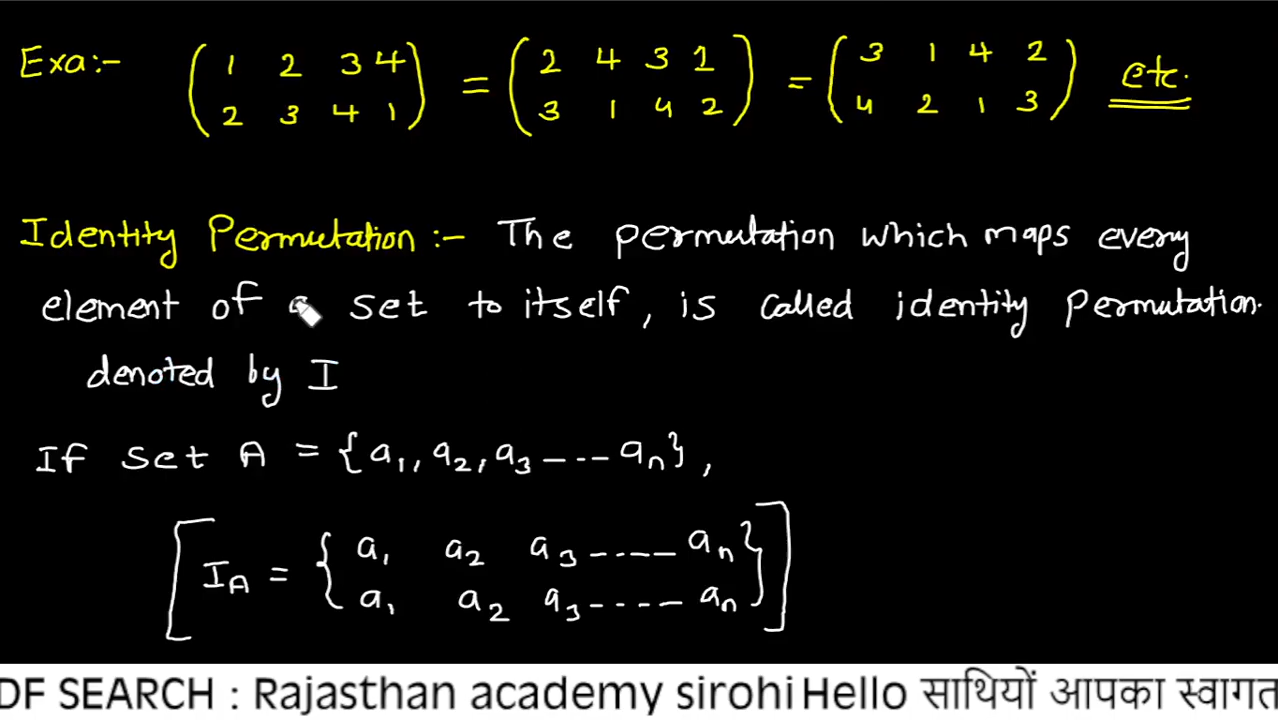 Exa:- ( 1 2 3 4 ) = ( 2 4 3 1 ) = ( 3 1 4 2 ) etc.
( 2 3 4 1 ) ( 3 1 4 2 ) ( 4 2 1 3 )
Identity Permutation :- The permutation which maps every
element of a set to itself, is called identity Permutation.
denoted by I
If set A = {a₁, a₂, a₃ ----- aₙ},
[ I_A = { a₁ a₂ a₃ ------ aₙ } ]
a₁ a₂ a₃ ------ aₙ
DF SEARCH : Rajasthan academy sirohi Hello साथियों आपका स्वागत